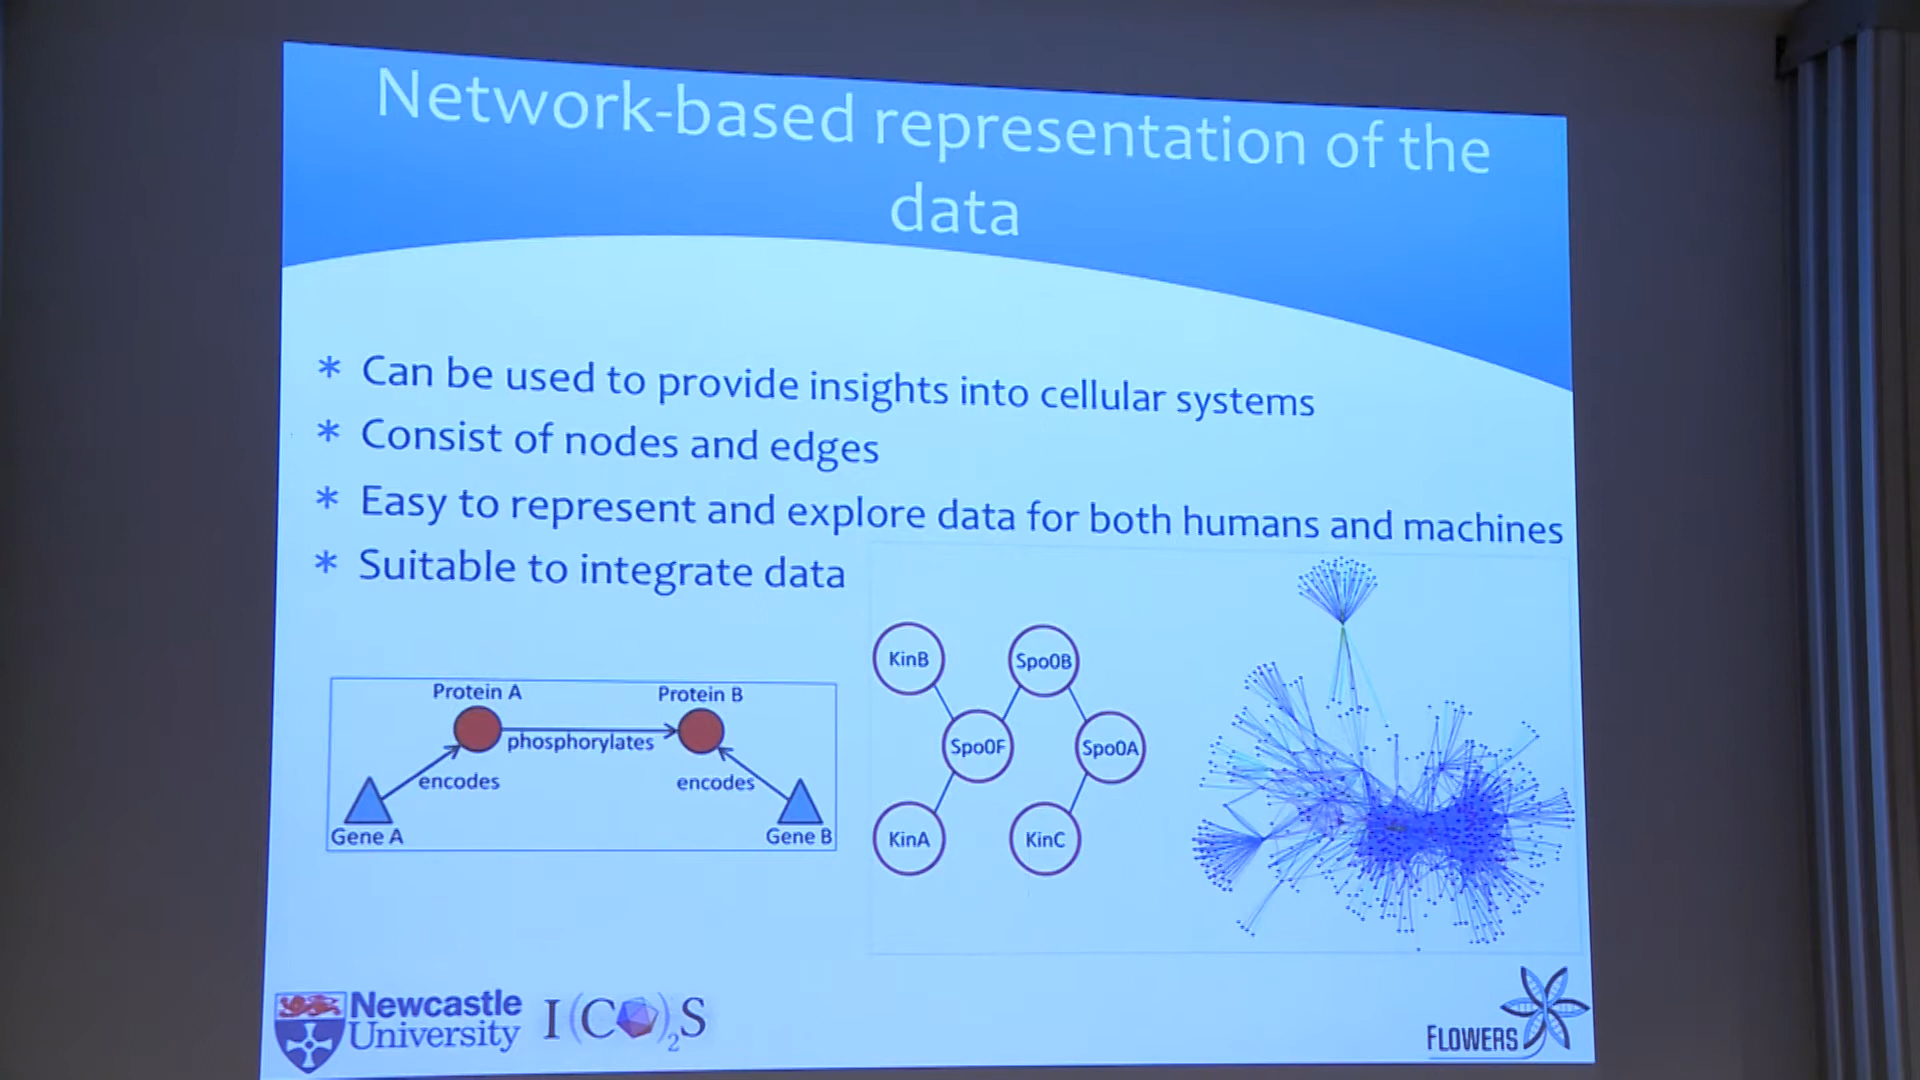 Network-based representation of the
data
* Can be used to provide insights into cellular systems
* Consist of nodes and edges
* Easy to represent and explore data for both humans and machines
* Suitable to integrate data
Protein A
Protein B
phosphorylates
encodes
encodes
Gene A
Gene B
KinB
Spo0B
Spo0F
Spo0A
KinA
KinC
Newcastle
University
I(CO)₂S
FLOWERS